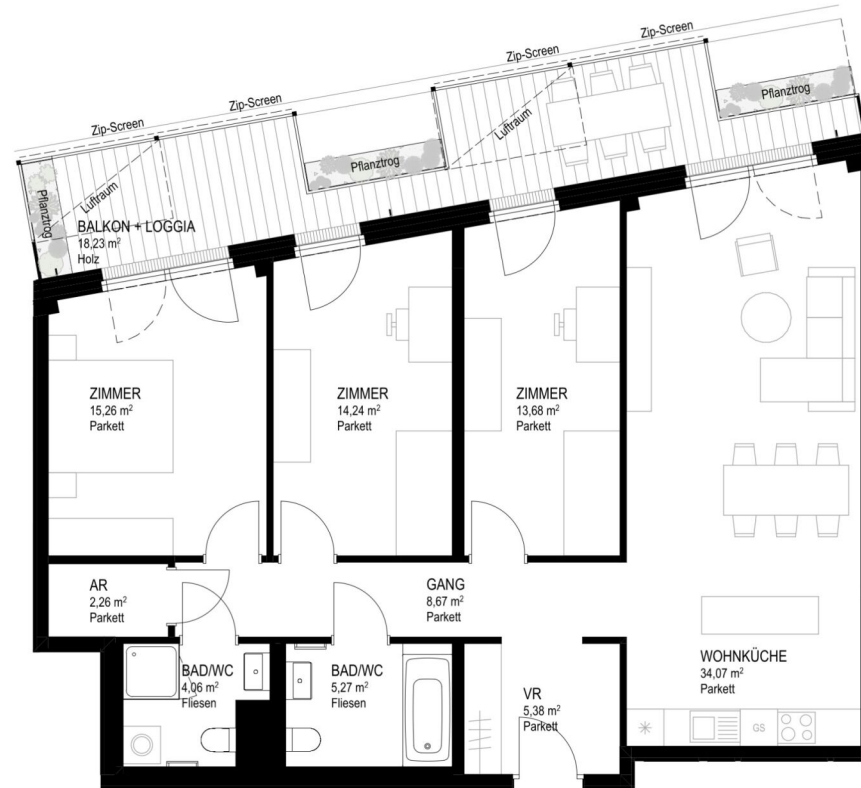 Zip-Screen
Zip-Screen
Zip-Screen
Zip-Screen
Pflanztrog
Pflanztrog
Pflanztrog
Luftraum
Luftraum
BALKON + LOGGIA
18,23 m²
Holz
ZIMMER
15,26 m²
Parkett
ZIMMER
14,24 m²
Parkett
ZIMMER
13,68 m²
Parkett
AR
2,26 m²
Parkett
GANG
8,67 m²
Parkett
WOHNKÜCHE
34,07 m²
Parkett
BAD/WC
4,06 m²
Fliesen
BAD/WC
5,27 m²
Fliesen
VR
5,38 m²
Parkett
GS